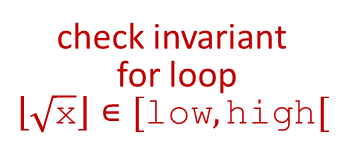 check invariant
for loop
⌊√x⌋ ∈ [low,high[